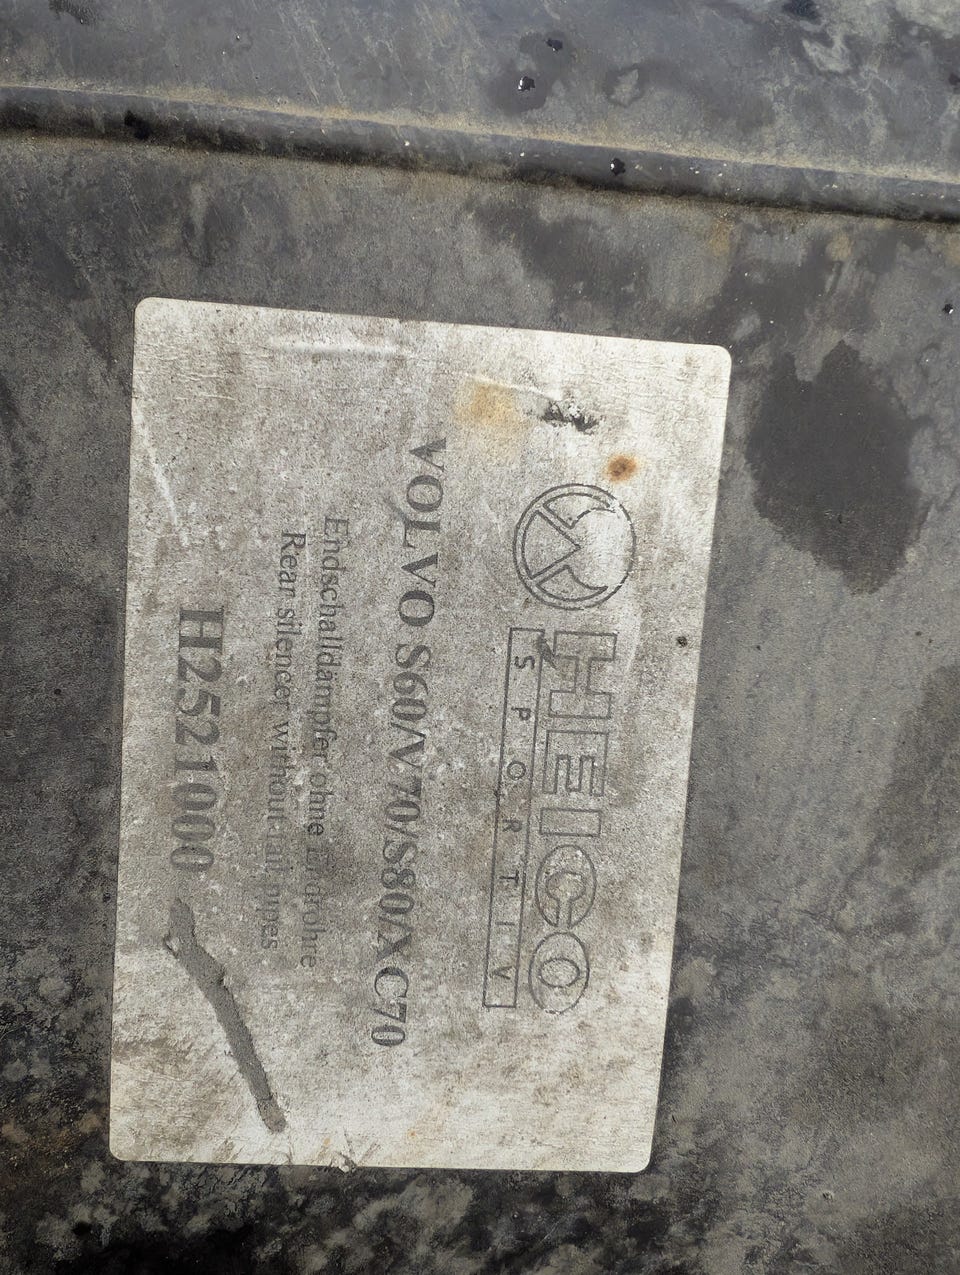 HEICO
SPORTIV
VOLVO S60/V70/S80/XC70
Endschalldämpfer ohne Endrohre
Rear silencer without tail pipes
H2521000